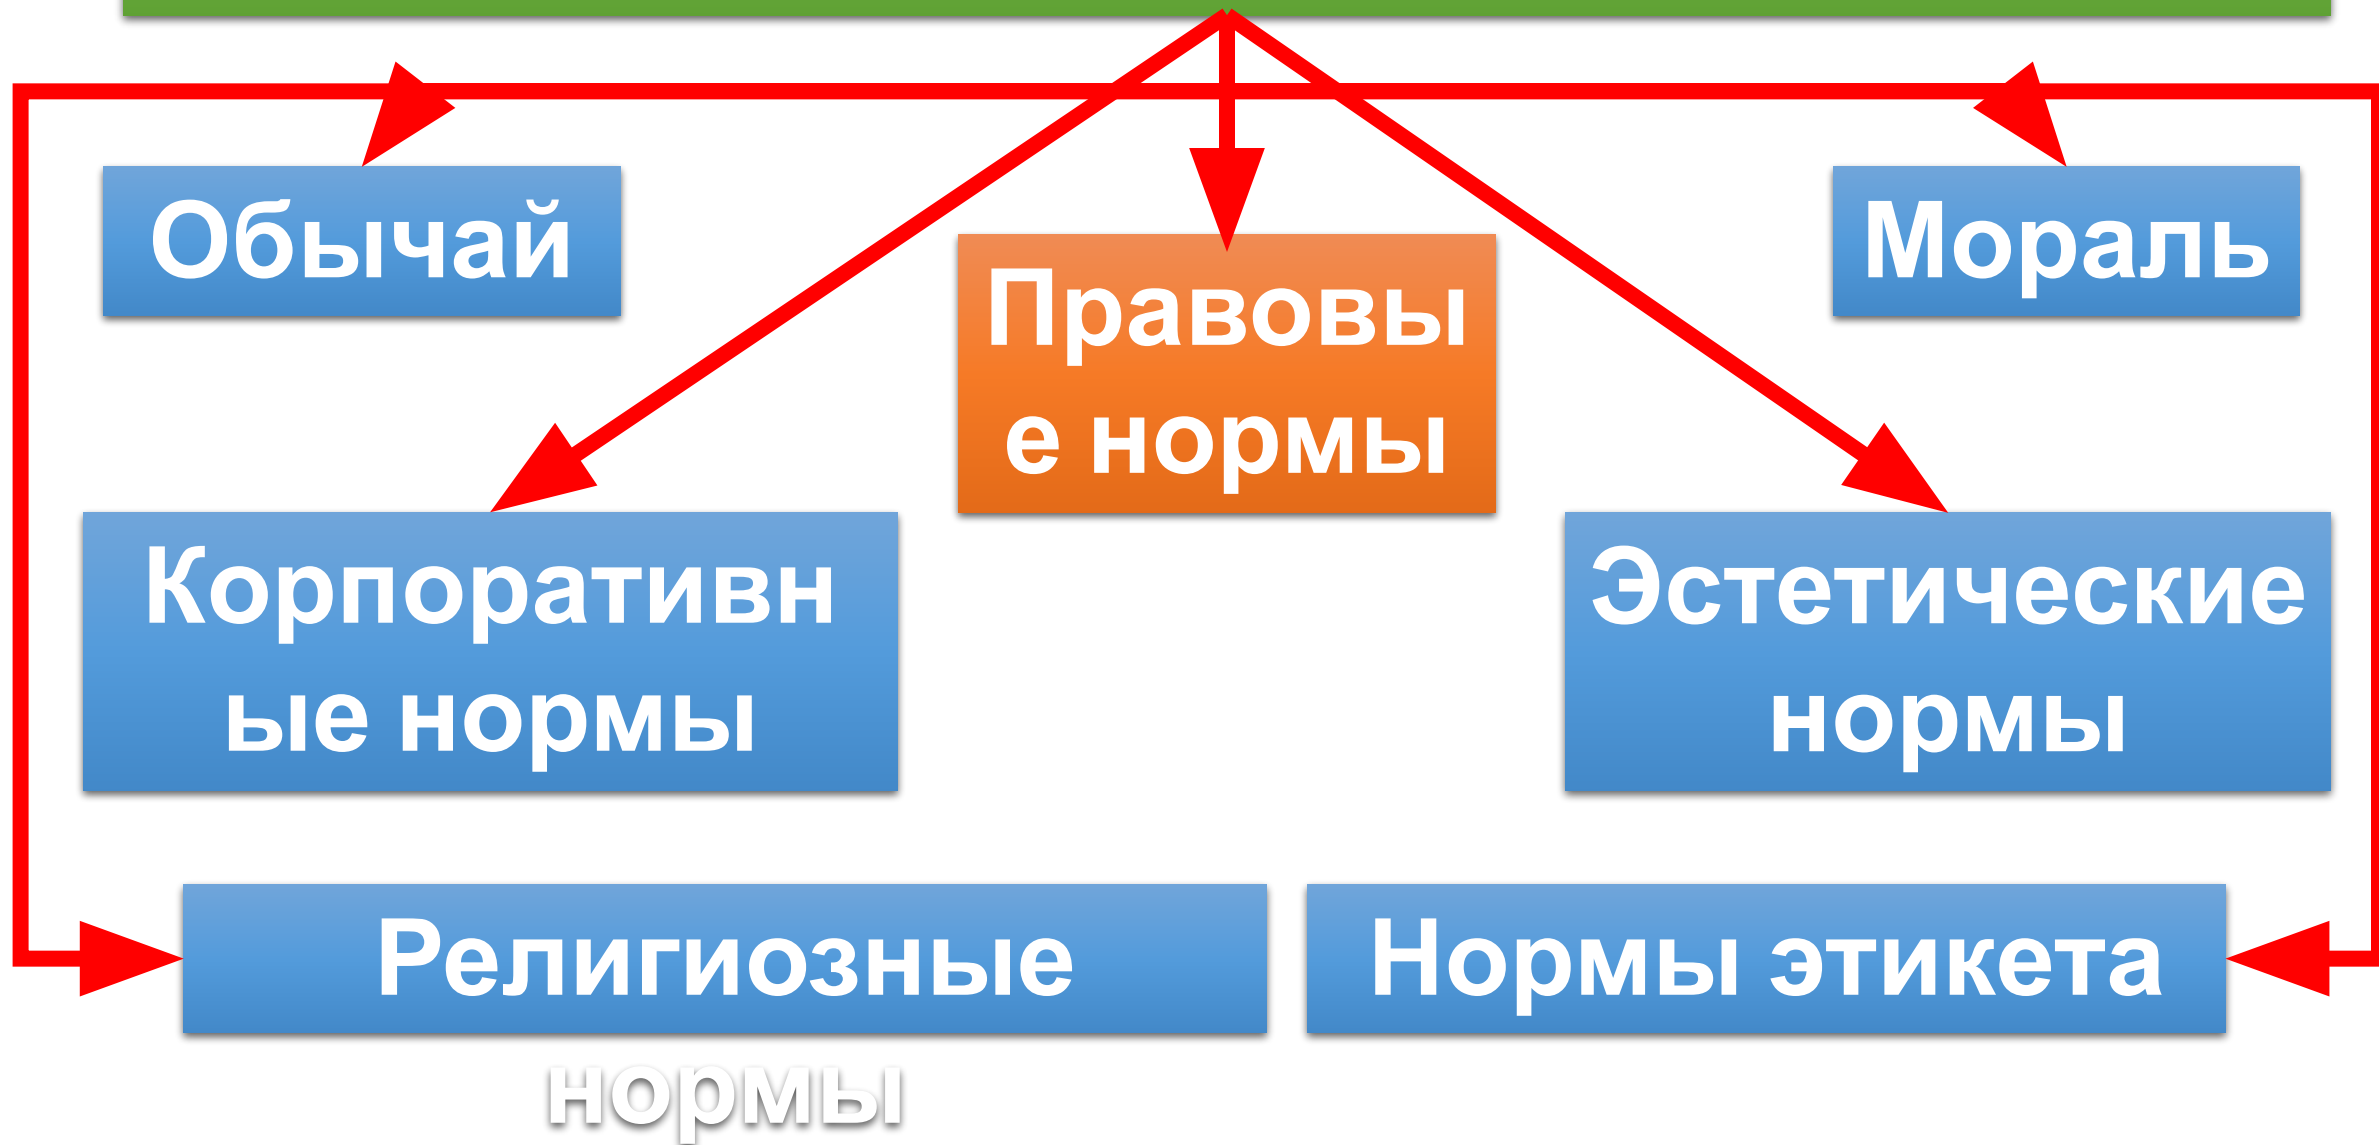 Обычай
Мораль
Правовы
е нормы
Корпоративн
ые нормы
Эстетические
нормы
Религиозные
нормы
Нормы этикета